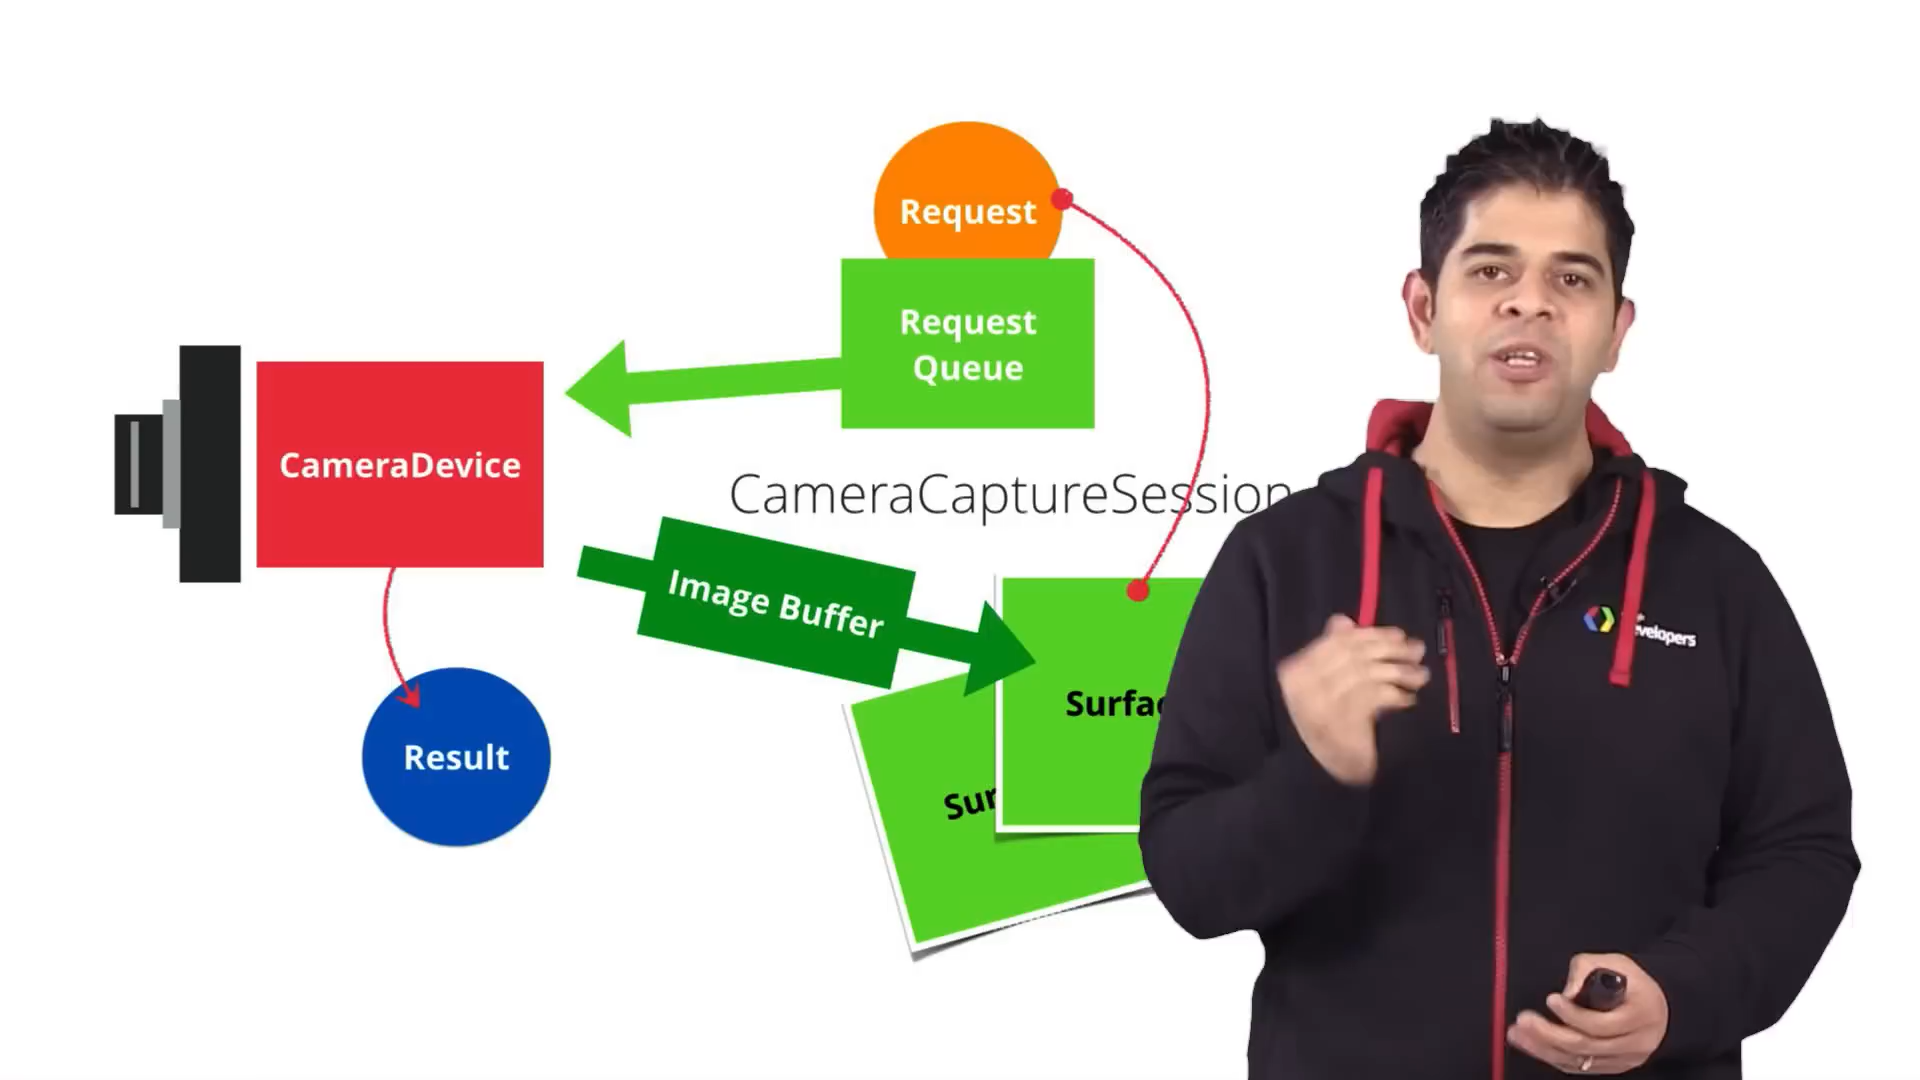 Request
Request
Queue
CameraDevice
CameraCaptureSession
Image Buffer
Result